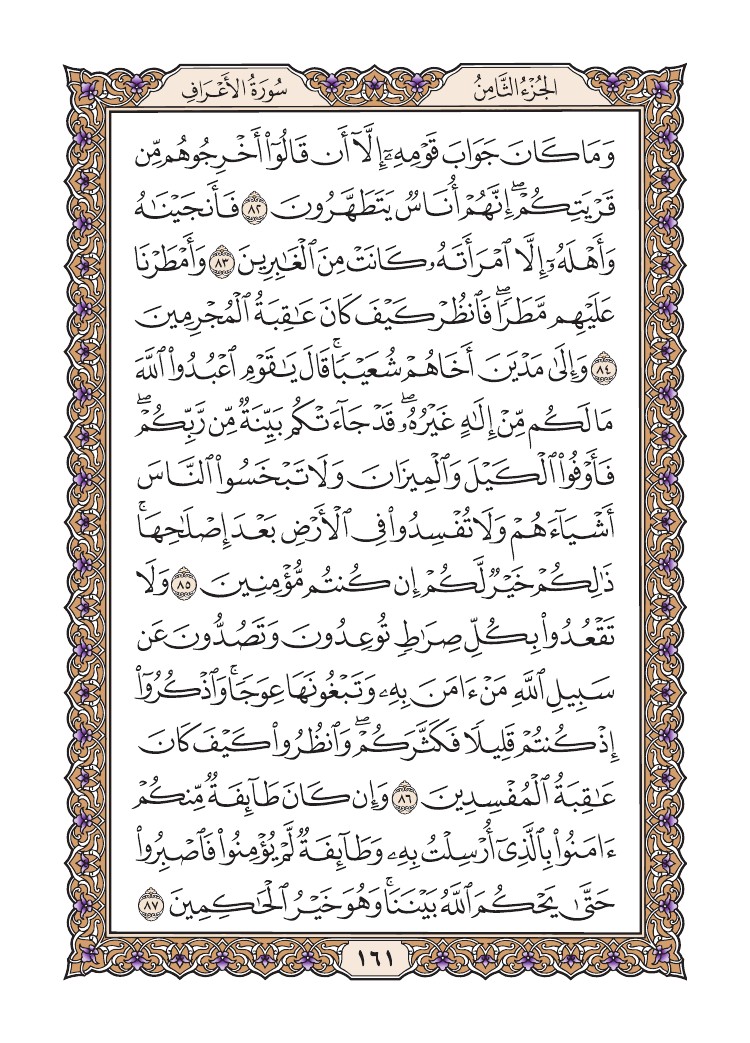 الجُزْءُ الثَّامِنُ
سُورَةُ الأَعْرَافِ
وَمَا كَانَ جَوَابَ قَوْمِهِۦٓ إِلَّآ أَن قَالُوٓا۟ أَخْرِجُوهُم مِّن
قَرْيَتِكُمْۖ إِنَّهُمْ أُنَاسٌ يَتَطَهَّرُونَ ٨٢ فَأَنجَيْنَٰهُ
وَأَهْلَهُۥٓ إِلَّا ٱمْرَأَتَهُۥ كَانَتْ مِنَ ٱلْغَٰبِرِينَ ٨٣ وَأَمْطَرْنَا
عَلَيْهِم مَّطَرًاۖ فَٱنظُرْ كَيْفَ كَانَ عَٰقِبَةُ ٱلْمُجْرِمِينَ
٨٤ وَإِلَىٰ مَدْيَنَ أَخَاهُمْ شُعَيْبًاۚ قَالَ يَٰقَوْمِ ٱعْبُدُوا۟ ٱللَّهَ
مَا لَكُم مِّنْ إِلَٰهٍ غَيْرُهُۥۖ قَدْ جَآءَتْكُم بَيِّنَةٌ مِّن رَّبِّكُمْۖ
فَأَوْفُوا۟ ٱلْكَيْلَ وَٱلْمِيزَانَ وَلَا تَبْخَسُوا۟ ٱلنَّاسَ
أَشْيَآءَهُمْ وَلَا تُفْسِدُوا۟ فِى ٱلْأَرْضِ بَعْدَ إِصْلَٰحِهَاۚ
ذَٰلِكُمْ خَيْرٌ لَّكُمْ إِن كُنتُم مُّؤْمِنِينَ ٨٥ وَلَا
تَقْعُدُوا۟ بِكُلِّ صِرَٰطٍ تُوعِدُونَ وَتَصُدُّونَ عَن
سَبِيلِ ٱللَّهِ مَنْ ءَامَنَ بِهِۦ وَتَبْغُونَهَا عِوَجًاۚ وَٱذْكُرُوٓا۟
إِذْ كُنتُمْ قَلِيلًا فَكَثَّرَكُمْۖ وَٱنظُرُوا۟ كَيْفَ كَانَ
عَٰقِبَةُ ٱلْمُفْسِدِينَ ٨٦ وَإِن كَانَ طَآئِفَةٌ مِّنكُمْ
ءَامَنُوا۟ بِٱلَّذِىٓ أُرْسِلْتُ بِهِۦ وَطَآئِفَةٌ لَّمْ يُؤْمِنُوا۟ فَٱصْبِرُوا۟
حَتَّىٰ يَحْكُمَ ٱللَّهُ بَيْنَنَاۚ وَهُوَ خَيْرُ ٱلْحَٰكِمِينَ ٨٧
١٦١